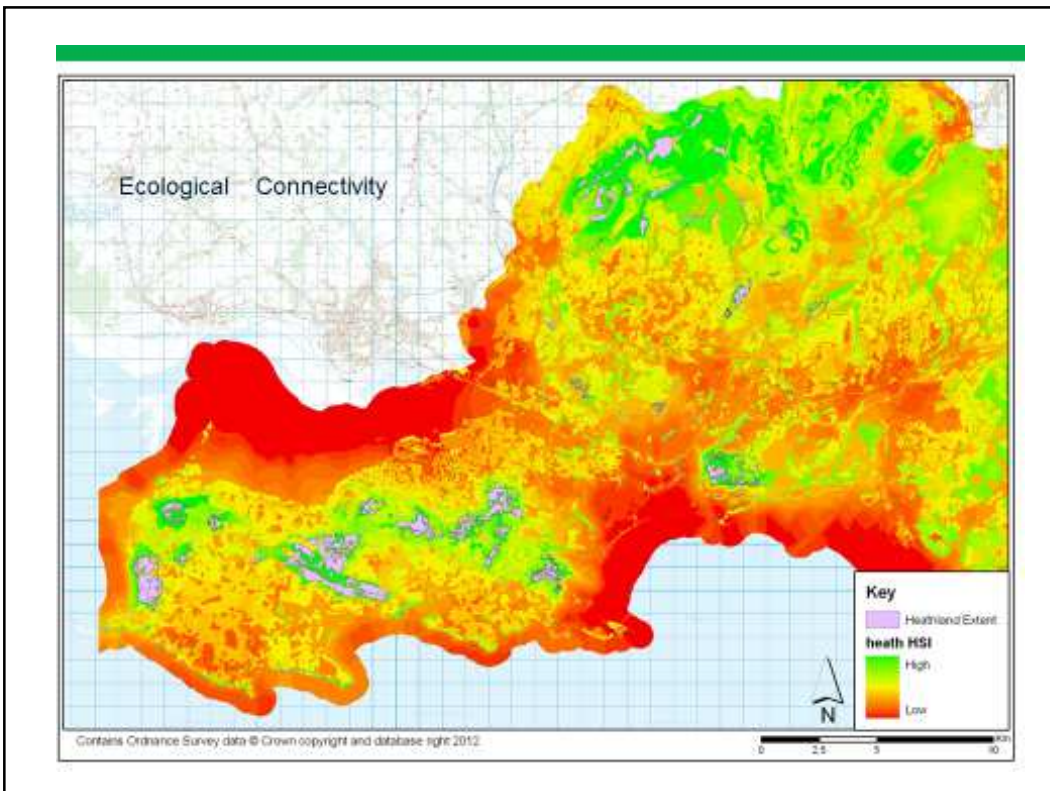 Ecological Connectivity
Key
Heathland Extent
heath HSI
High
Low
N
Contains Ordnance Survey data © Crown copyright and database right 2012
0 2.5 5 10
Km